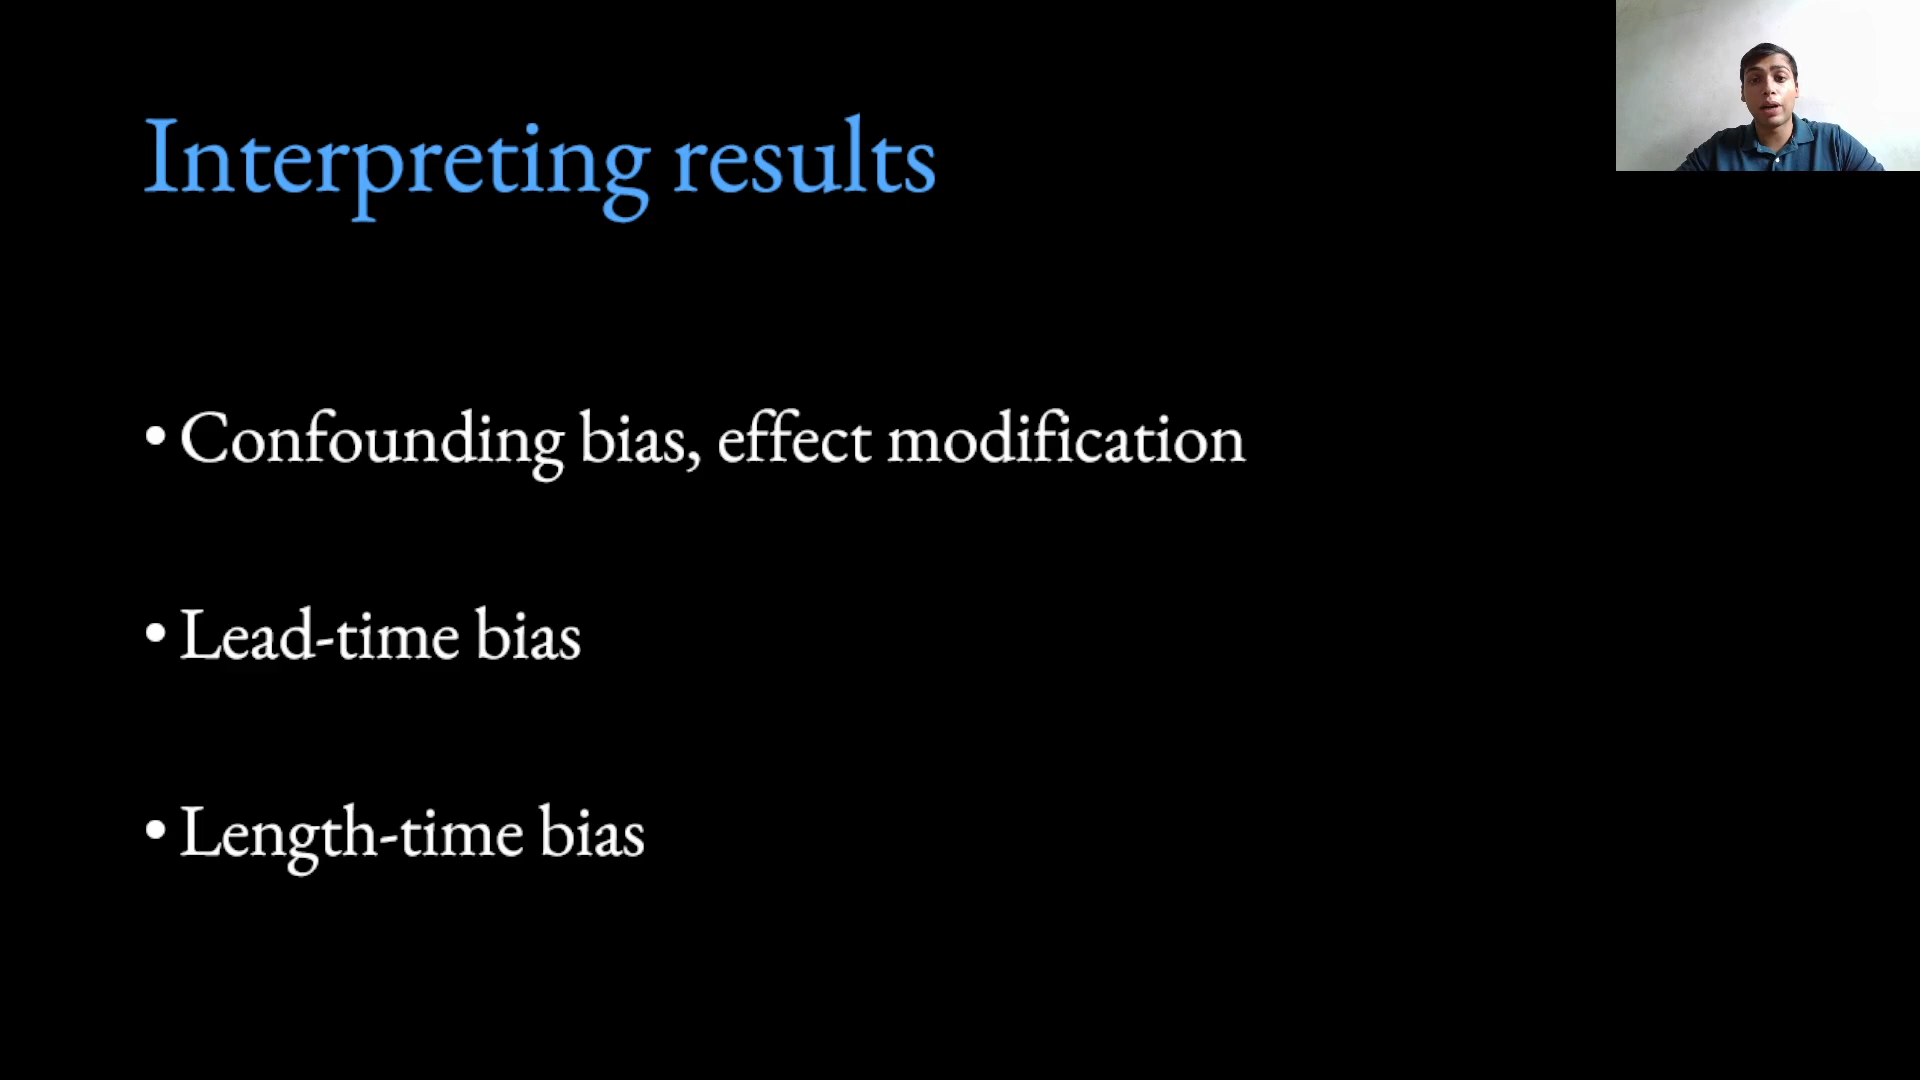 Interpreting results
• Confounding bias, effect modification
• Lead-time bias
• Length-time bias